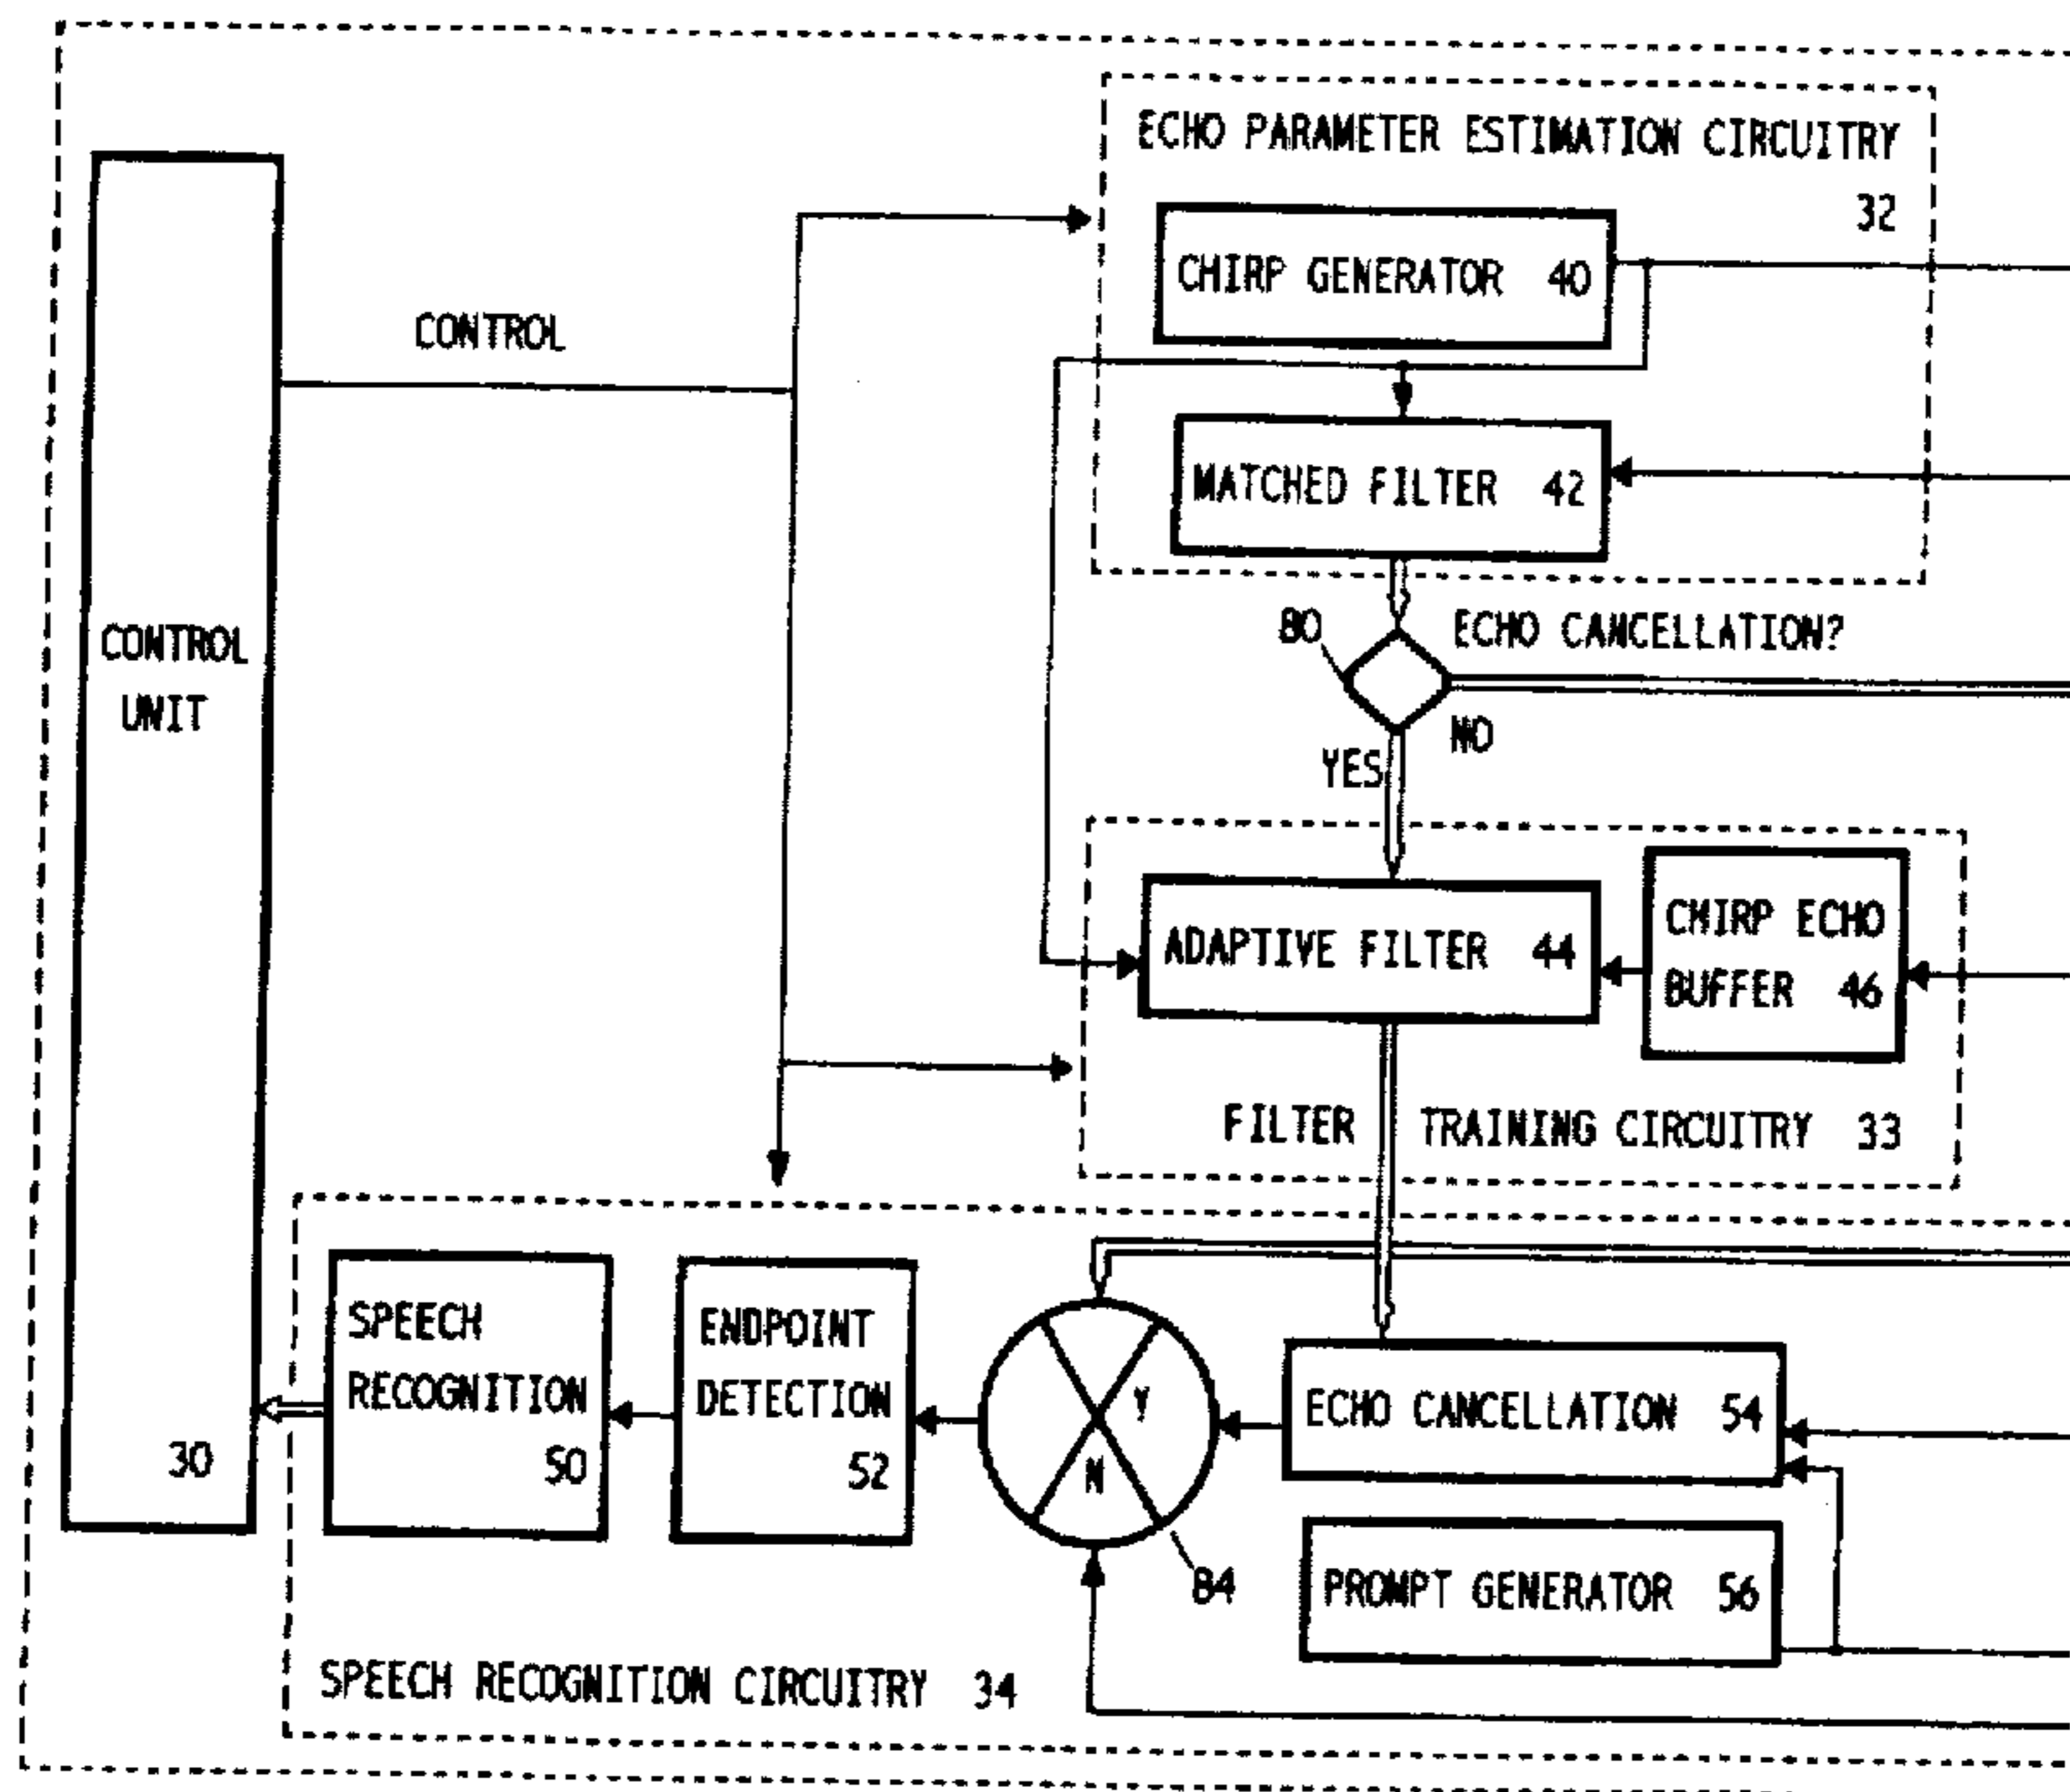 ECHO PARAMETER ESTIMATION CIRCUITRY
32
CHIRP GENERATOR 40
CONTROL
MATCHED FILTER 42
80
ECHO CANCELLATION?
CONTROL
UNIT
NO
YES
CHIRP ECHO
BUFFER 46
ADAPTIVE FILTER 44
FILTER TRAINING CIRCUITRY 33
SPEECH
RECOGNITION
50
ENDPOINT
DETECTION
52
Y
N
ECHO CANCELLATION 54
30
84
PROMPT GENERATOR 56
SPEECH RECOGNITION CIRCUITRY 34